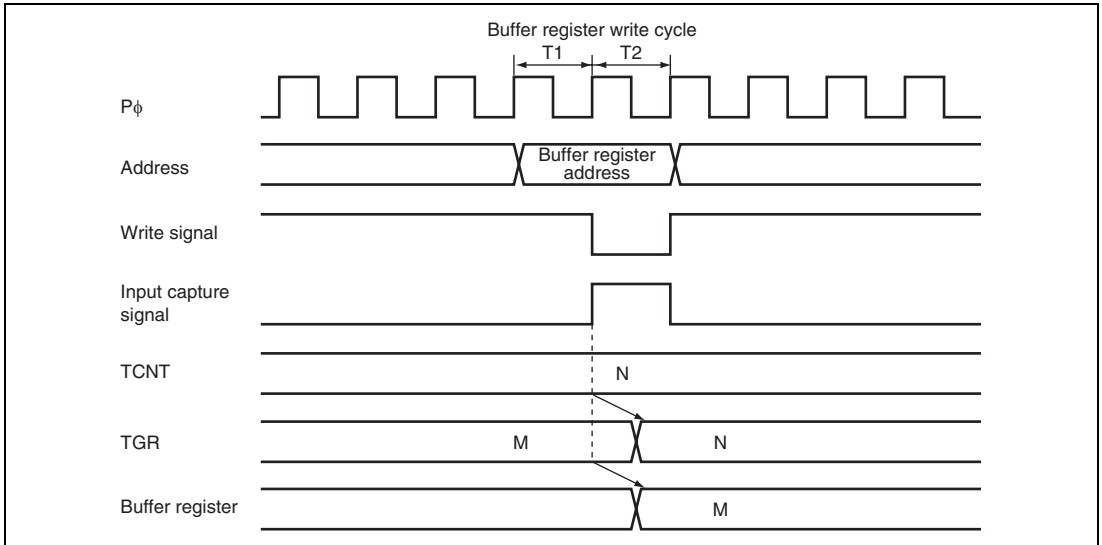 Buffer register write cycle
T1 T2
Pϕ
Address
Buffer register
address
Write signal
Input capture
signal
TCNT
N
TGR
M
N
Buffer register
M